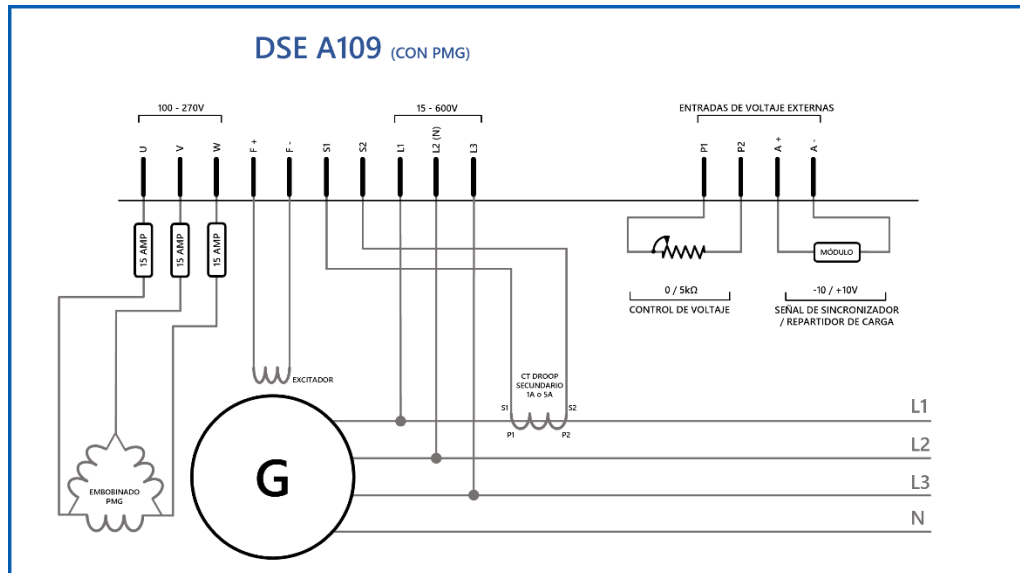 DSE A109 (CON PMG)
100 - 270V
15 - 600V
ENTRADAS DE VOLTAJE EXTERNAS
U
V
W
F +
F -
S1
S2
L1
L2 (N)
L3
P1
P2
A +
A -
15 AMP
15 AMP
15 AMP
MÓDULO
0 / 5kΩ
CONTROL DE VOLTAJE
-10 / +10V
SEÑAL DE SINCRONIZADOR
/ REPARTIDOR DE CARGA
EXCITADOR
CT DROOP
SECUNDARIO
1A o 5A
S1
S2
P1
P2
L1
L2
L3
N
G
EMBOBINADO
PMG